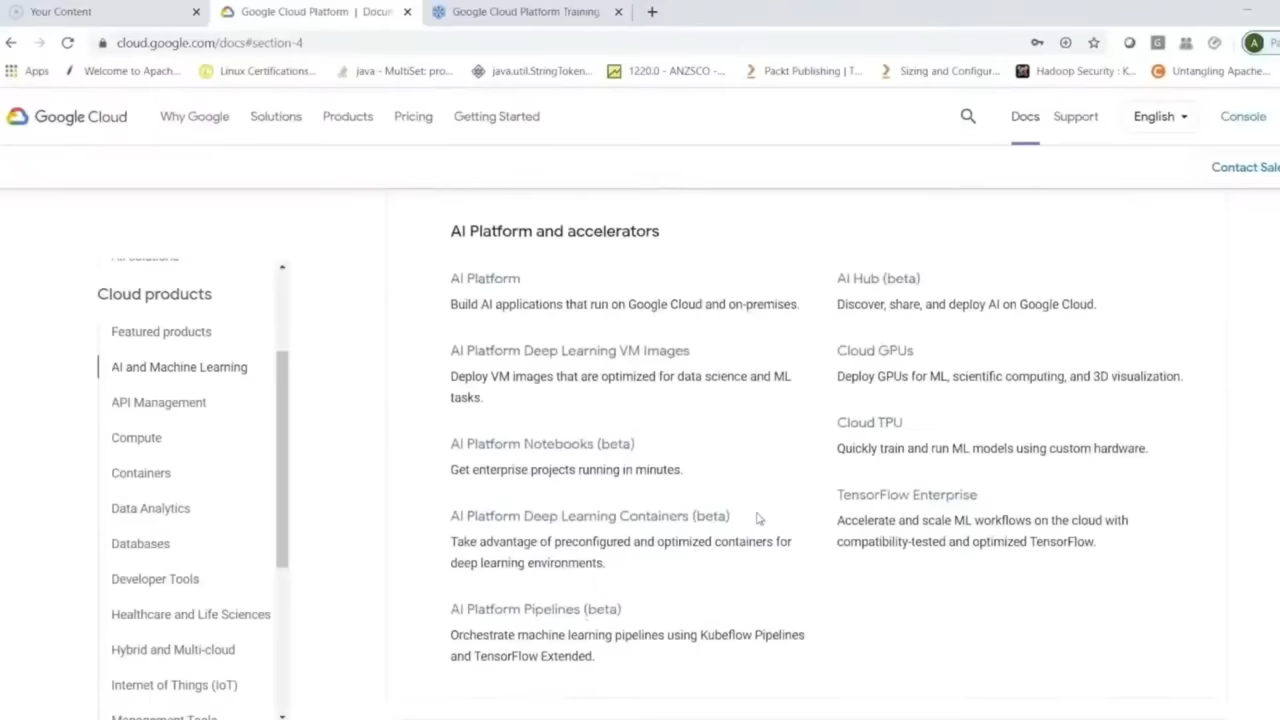 Your Content
Google Cloud Platform | Docu
Google Cloud Platform Training
cloud.google.com/docs#section-4
A
Apps
Welcome to Apach...
Linux Certifications...
java - MultiSet: pro...
java.util.StringToken...
1220.0 - ANZSCO -...
Packt Publishing | T...
Sizing and Configur...
Hadoop Security : K...
Untangling Apache...
Google Cloud
Why Google
Solutions
Products
Pricing
Getting Started
Docs
Support
English
Console
Contact Sale
Cloud products
Featured products
AI and Machine Learning
API Management
Compute
Containers
Data Analytics
Databases
Developer Tools
Healthcare and Life Sciences
Hybrid and Multi-cloud
Internet of Things (IoT)
Management Tools
AI Platform and accelerators
AI Platform
Build AI applications that run on Google Cloud and on-premises.
AI Platform Deep Learning VM Images
Deploy VM images that are optimized for data science and ML
tasks.
AI Platform Notebooks (beta)
Get enterprise projects running in minutes.
AI Platform Deep Learning Containers (beta)
Take advantage of preconfigured and optimized containers for
deep learning environments.
AI Platform Pipelines (beta)
Orchestrate machine learning pipelines using Kubeflow Pipelines
and TensorFlow Extended.
AI Hub (beta)
Discover, share, and deploy AI on Google Cloud.
Cloud GPUs
Deploy GPUs for ML, scientific computing, and 3D visualization.
Cloud TPU
Quickly train and run ML models using custom hardware.
TensorFlow Enterprise
Accelerate and scale ML workflows on the cloud with
compatibility-tested and optimized TensorFlow.